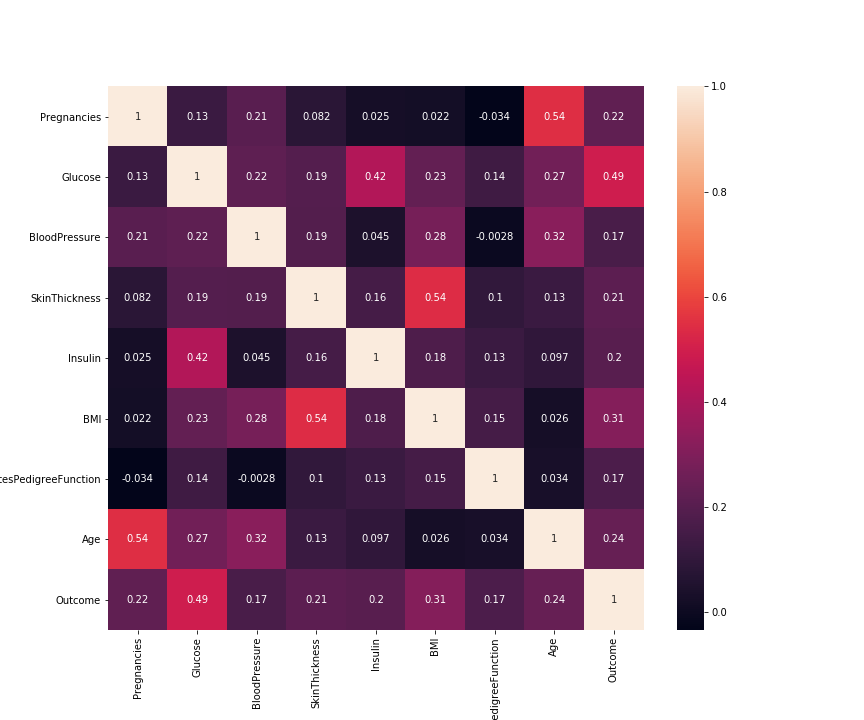 1.0
Pregnancies 1 0.13 0.21 0.082 0.025 0.022 -0.034 0.54 0.22
Glucose 0.13 1 0.22 0.19 0.42 0.23 0.14 0.27 0.49
0.8
BloodPressure 0.21 0.22 1 0.19 0.045 0.28 -0.0028 0.32 0.17
SkinThickness 0.082 0.19 0.19 1 0.16 0.54 0.1 0.13 0.21
0.6
Insulin 0.025 0.42 0.045 0.16 1 0.18 0.13 0.097 0.2
0.4
BMI 0.022 0.23 0.28 0.54 0.18 1 0.15 0.026 0.31
tesPedigreeFunction -0.034 0.14 -0.0028 0.1 0.13 0.15 1 0.034 0.17
0.2
Age 0.54 0.27 0.32 0.13 0.097 0.026 0.034 1 0.24
Outcome 0.22 0.49 0.17 0.21 0.2 0.31 0.17 0.24 1
0.0
Pregnancies
Glucose
BloodPressure
SkinThickness
Insulin
BMI
edigreeFunction
Age
Outcome